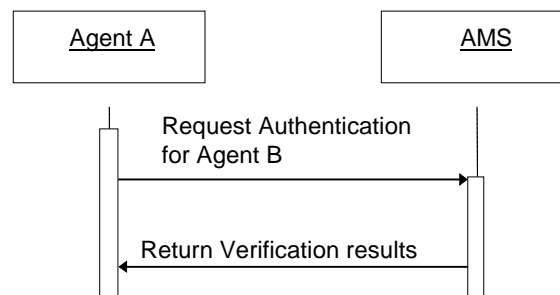 Agent A
AMS
Request Authentication
for Agent B
Return Verification results